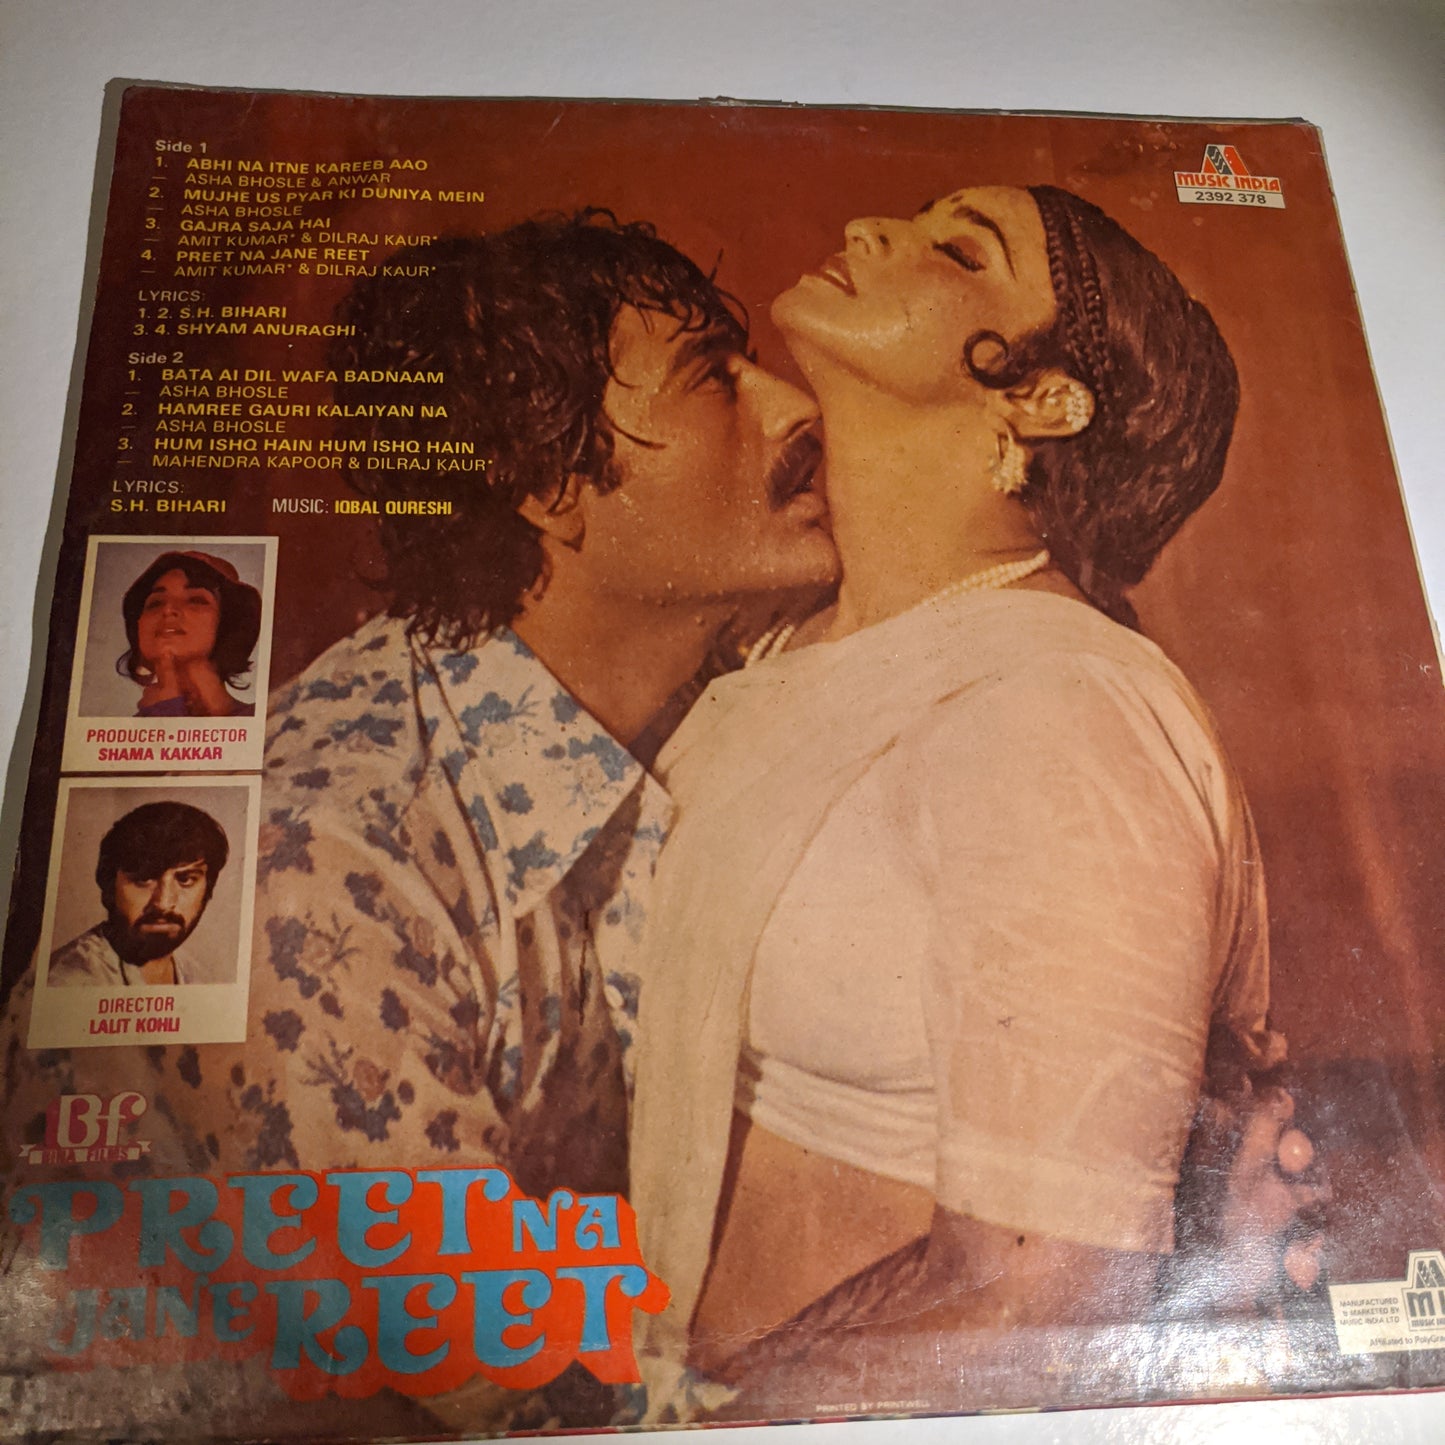 Side 1
1. ABHI NA ITNE KAREEB AAO
— ASHA BHOSLE & ANWAR
2. MUJHE US PYAR KI DUNIYA MEIN
— ASHA BHOSLE
3. GAJRA SAJA HAI
— AMIT KUMAR* & DILRAJ KAUR*
4. PREET NA JANE REET
— AMIT KUMAR* & DILRAJ KAUR*
LYRICS:
1. 2. S.H. BIHARI
3. 4. SHYAM ANURAGHI
Side 2
1. BATA AI DIL WAFA BADNAAM
— ASHA BHOSLE
2. HAMREE GAURI KALAIYAN NA
— ASHA BHOSLE
3. HUM ISHQ HAIN HUM ISHQ HAIN
— MAHENDRA KAPOOR & DILRAJ KAUR*
LYRICS:
S.H. BIHARI MUSIC: IQBAL QURESHI
MUSIC INDIA
2392 378
PRODUCER • DIRECTOR
SHAMA KAKKAR
DIRECTOR
LALIT KOHLI
Bf
FILMS
PREET NA
JANE REET
MANUFACTURED
& MARKETED BY
MUSIC INDIA LTD
MUSIC
Affiliated to
PRINTED BY PRINTWELL